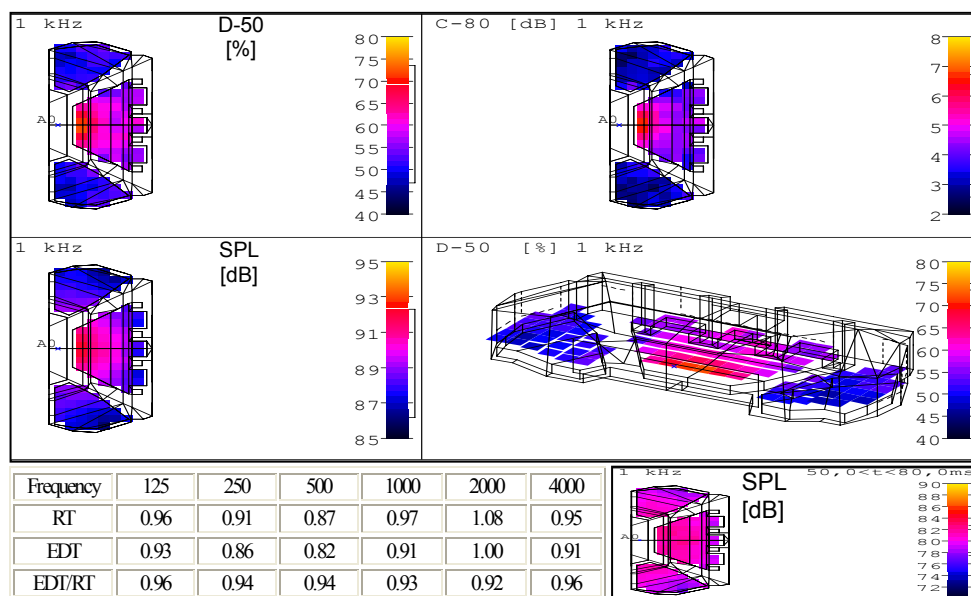 1 kHz D-50
[%]
A0
80
75
70
65
60
55
50
45
40
C-80 [dB] 1 kHz
A0
8
7
6
5
4
3
2
1 kHz SPL
[dB]
A0
95
93
91
89
87
85
D-50 [%] 1 kHz
80
75
70
65
60
55
50
45
40
Frequency 125 250 500 1000 2000 4000
RT 0.96 0.91 0.87 0.97 1.08 0.95
EDT 0.93 0.86 0.82 0.91 1.00 0.91
EDT/RT 0.96 0.94 0.94 0.93 0.92 0.96
1 kHz 50,0<t<80,0ms
SPL
[dB]
A0
90
88
86
84
82
80
78
76
74
72